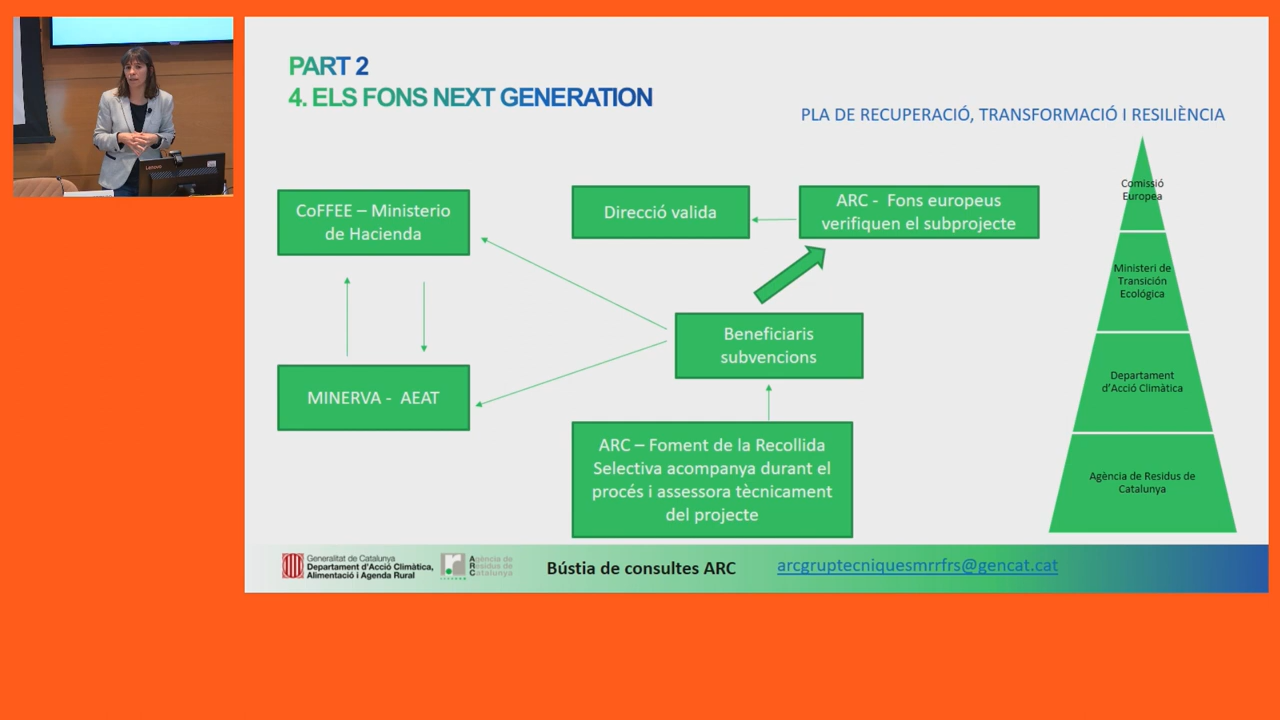 PART 2
4. ELS FONS NEXT GENERATION
PLA DE RECUPERACIÓ, TRANSFORMACIÓ I RESILIÈNCIA
CoFFEE – Ministerio
de Hacienda
Direcció valida
ARC - Fons europeus
verifiquen el subprojecte
Comissió
Europea
Ministeri de
Transición
Ecológica
Beneficiaris
subvencions
MINERVA - AEAT
Departament
d'Acció Climàtica
ARC – Foment de la Recollida
Selectiva acompanya durant el
procés i assessora tècnicament
del projecte
Agència de Residus de
Catalunya
Generalitat de Catalunya
Departament d'Acció Climàtica,
Alimentació i Agenda Rural
Agència de
Residus de
Catalunya
Bústia de consultes ARC
arcgruptecniquesmrrfrs@gencat.cat
Lenovo